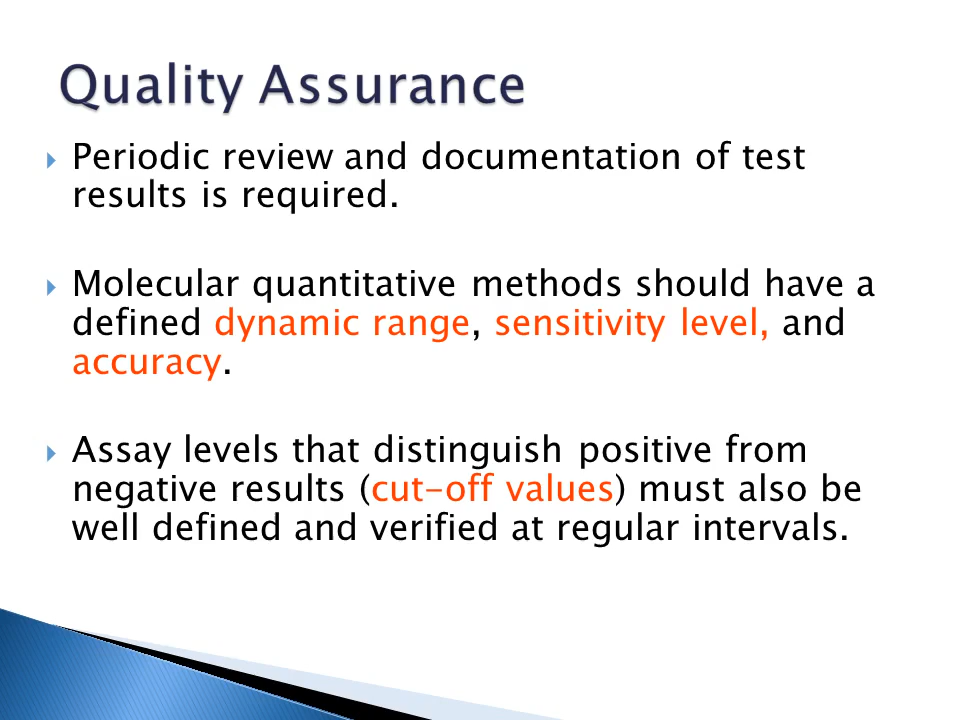 Quality Assurance
Periodic review and documentation of test
results is required.
Molecular quantitative methods should have a
defined dynamic range, sensitivity level, and
accuracy.
Assay levels that distinguish positive from
negative results (cut-off values) must also be
well defined and verified at regular intervals.